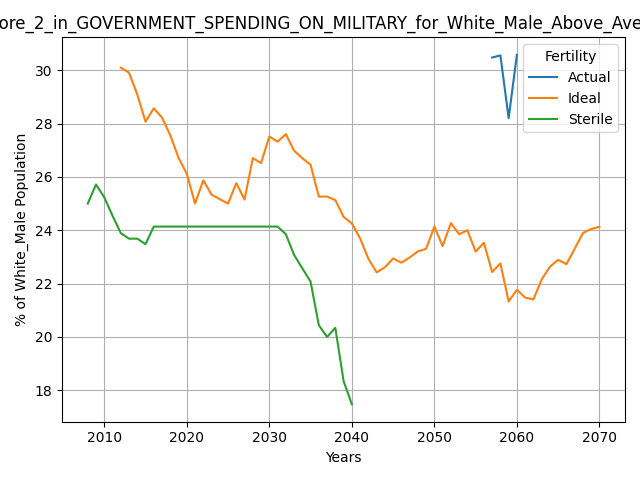 ore_2_in_GOVERNMENT_SPENDING_ON_MILITARY_for_White_Male_Above_Ave
Fertility
Actual
Ideal
Sterile
% of White_Male Population
30
28
26
24
22
20
18
2010 2020 2030 2040 2050 2060 2070
Years